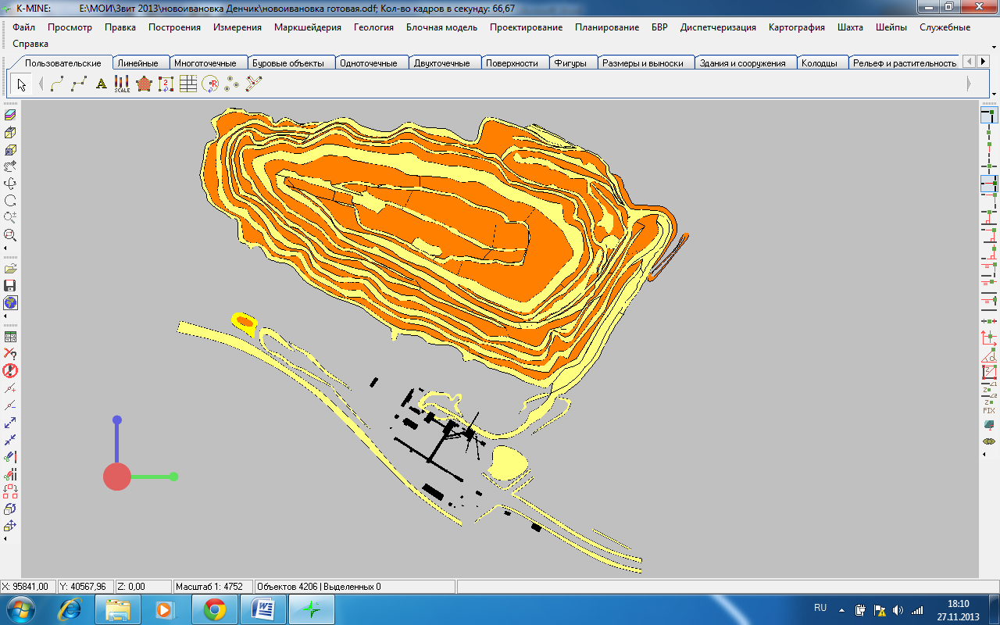 K-MINE: E:\МОИ\Звит 2013\новоивановка Денчик\новоивановка готовая.odf; Кол-во кадров в секунду: 66,67
Файл Просмотр Правка Построения Измерения Маркшейдерия Геология Блочная модель Проектирование Планирование БВР Диспетчеризация Картография Шахта Шейпы Служебные
Справка
Пользовательские Линейные Многоточечные Буровые объекты Одноточечные Двухточечные Поверхности Фигуры Размеры и выноски Здания и сооружения Колодцы Рельеф и растительность
A SCALE 2 R
Z1
Z
Z2
Z
FIX
X: 95841,00 Y: 40567,96 Z: 0,00 Масштаб 1: 4752 Объектов 4206 | Выделенных 0
RU 18:10
27.11.2013